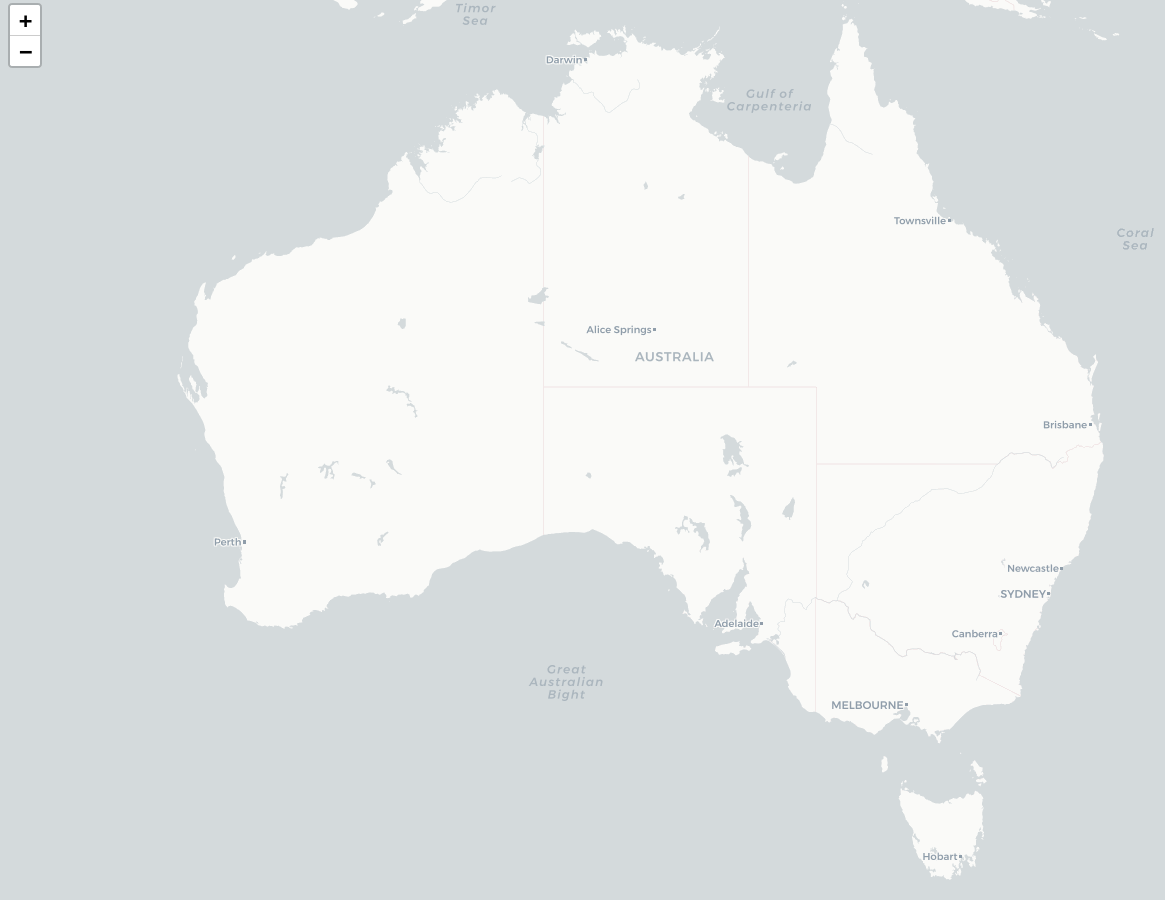 +
−
Timor
Sea
Darwin
Gulf of
Carpenteria
Townsville
Coral
Sea
Alice Springs
AUSTRALIA
Brisbane
Perth
Newcastle
SYDNEY
Adelaide
Canberra
Great
Australian
Bight
MELBOURNE
Hobart